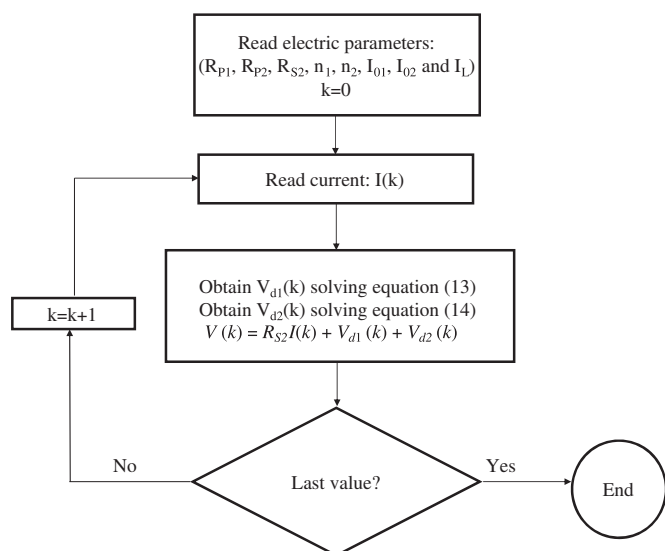 Read electric parameters:
(R_P1, R_P2, R_S2, n_1, n_2, I_01, I_02 and I_L)
k=0
Read current: I(k)
Obtain V_d1(k) solving equation (13)
Obtain V_d2(k) solving equation (14)
V(k) = R_S2I(k) + V_d1(k) + V_d2(k)
k=k+1
Last value?
No
Yes
End